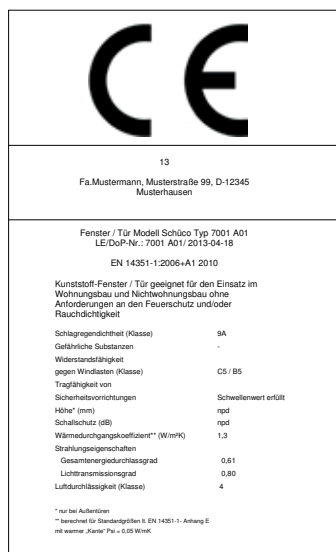 CE
13
Fa.Mustermann, Musterstraße 99, D-12345
Musterhausen
Fenster / Tür Modell Schüco Typ 7001 A01
LE/DoP-Nr.: 7001 A01/ 2013-04-18
EN 14351-1:2006+A1 2010
Kunststoff-Fenster / Tür geeignet für den Einsatz im
Wohnungsbau und Nichtwohnungsbau ohne
Anforderungen an den Feuerschutz und/oder
Rauchdichtigkeit
Schlagregendichtheit (Klasse) 9A
Gefährliche Substanzen -
Widerstandsfähigkeit
gegen Windlasten (Klasse) C5 / B5
Tragfähigkeit von
Sicherheitsvorrichtungen Schwellenwert erfüllt
Höhe* (mm) npd
Schallschutz (dB) npd
Wärmedurchgangskoeffizient** (W/m²K) 1,3
Strahlungseigenschaften
Gesamtenergiedurchlassgrad 0,61
Lichttransmissionsgrad 0,80
Luftdurchlässigkeit (Klasse) 4
* nur bei Außentüren
** berechnet für Standardgrößen lt. EN 14351-1- Anhang E
mit warmer „Kante" Psi = 0,05 W/mK